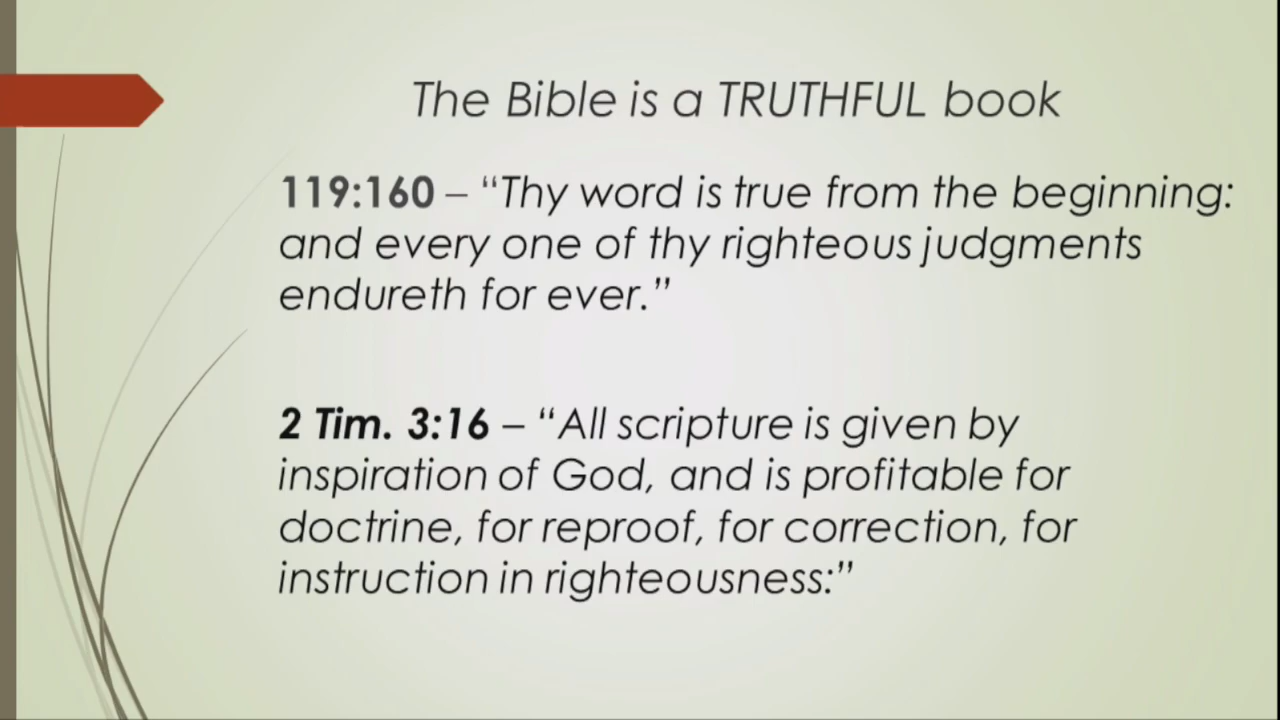 The Bible is a TRUTHFUL book
119:160 – “Thy word is true from the beginning:
and every one of thy righteous judgments
endureth for ever.”
2 Tim. 3:16 – “All scripture is given by
inspiration of God, and is profitable for
doctrine, for reproof, for correction, for
instruction in righteousness:”